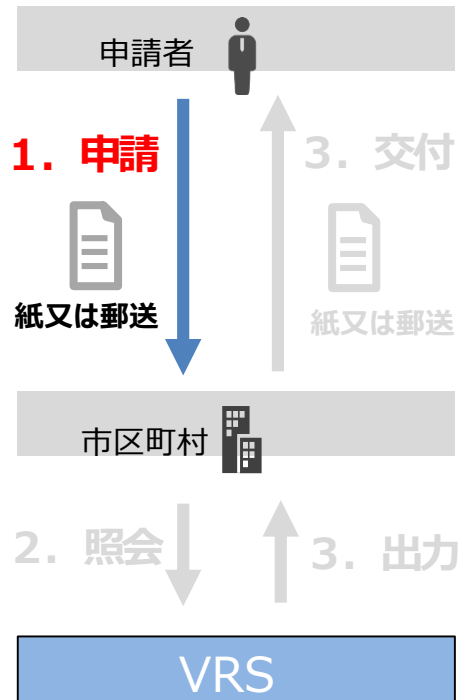 申請者
1. 申請
3. 交付
紙又は郵送
紙又は郵送
市区町村
2. 照会
3. 出力
VRS